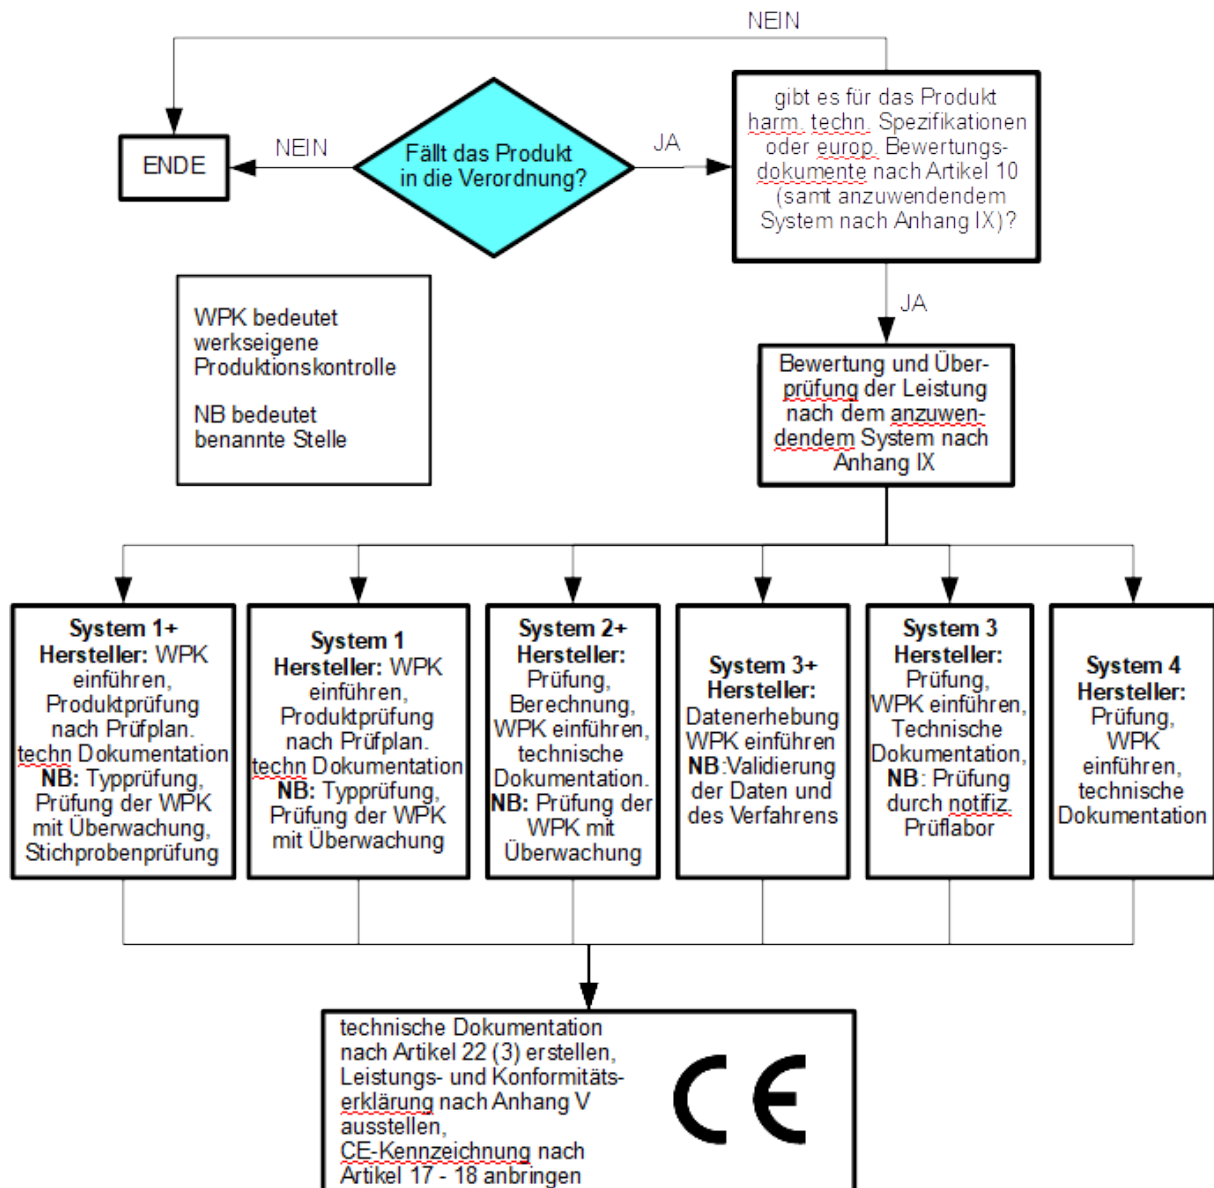 NEIN
gibt es für das Produkt
harm. techn. Spezifikationen
oder europ. Bewertungs-
dokumente nach Artikel 10
(samt anzuwendendem
System nach Anhang IX)?
ENDE
NEIN
Fällt das Produkt
in die Verordnung?
JA
WPK bedeutet
werkseigene
Produktionskontrolle
NB bedeutet
benannte Stelle
JA
Bewertung und Über-
prüfung der Leistung
nach dem anzuwen-
dendem System nach
Anhang IX
System 1+
Hersteller: WPK
einführen,
Produktprüfung
nach Prüfplan.
techn Dokumentation
NB: Typprüfung,
Prüfung der WPK
mit Überwachung,
Stichprobenprüfung
System 1
Hersteller: WPK
einführen,
Produktprüfung
nach Prüfplan.
techn Dokumentation
NB: Typprüfung,
Prüfung der WPK
mit Überwachung
System 2+
Hersteller:
Prüfung,
Berechnung,
WPK einführen,
technische
Dokumentation.
NB: Prüfung der
WPK mit
Überwachung
System 3+
Hersteller:
Datenerhebung
WPK einführen
NB:Validierung
der Daten und
des Verfahrens
System 3
Hersteller:
Prüfung,
WPK einführen,
Technische
Dokumentation,
NB: Prüfung
durch notifiz.
Prüflabor
System 4
Hersteller:
Prüfung, WPK
einführen,
technische
Dokumentation
technische Dokumentation
nach Artikel 22 (3) erstellen,
Leistungs- und Konformitäts-
erklärung nach Anhang V
ausstellen,
CE-Kennzeichnung nach
Artikel 17 - 18 anbringen
CE